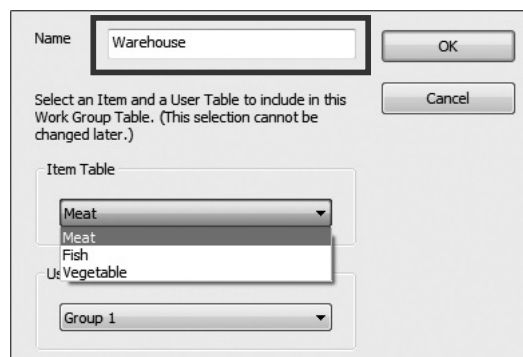 Name
Warehouse
OK
Select an Item and a User Table to include in this
Cancel
Work Group Table. (This selection cannot be
changed later.)
Item Table
Meat
Meat
Fish
Vegetable
Group 1